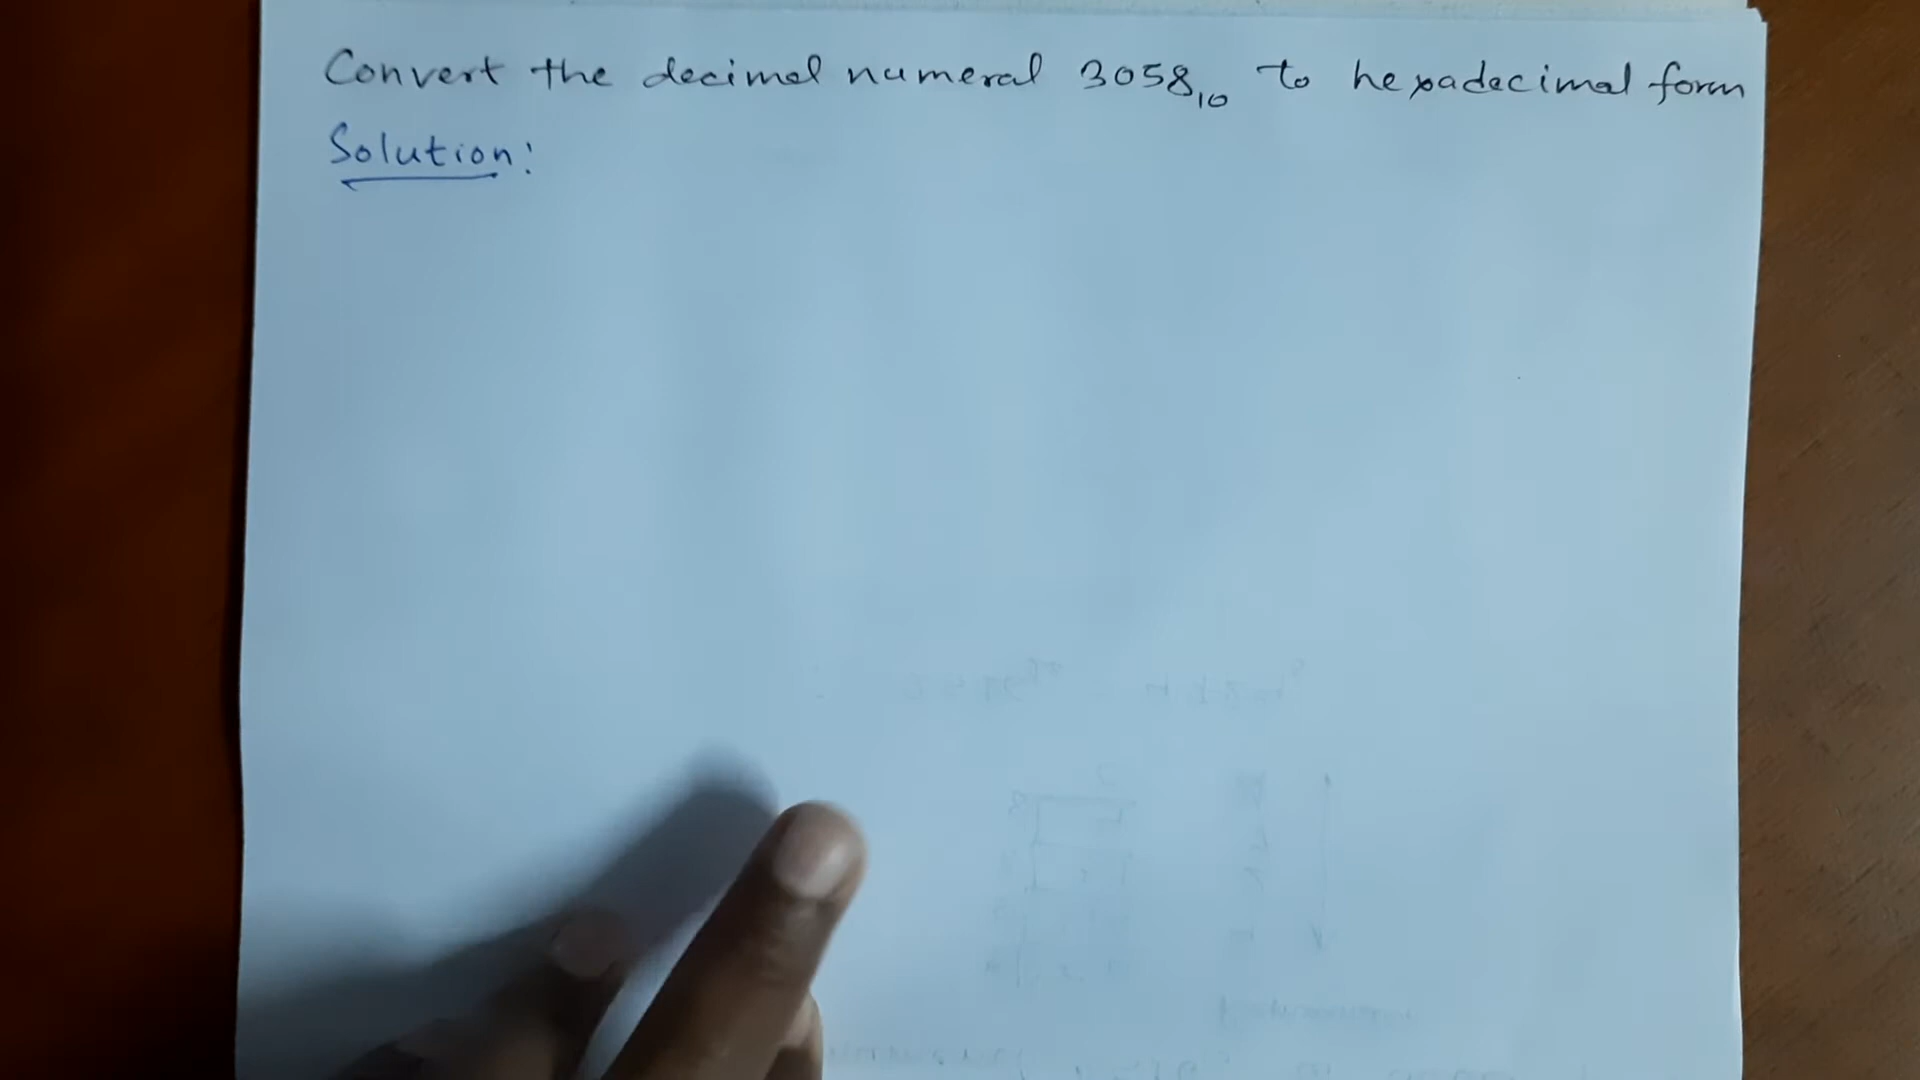 Convert the decimal numeral 3058₁₀ to hexadecimal form
Solution: